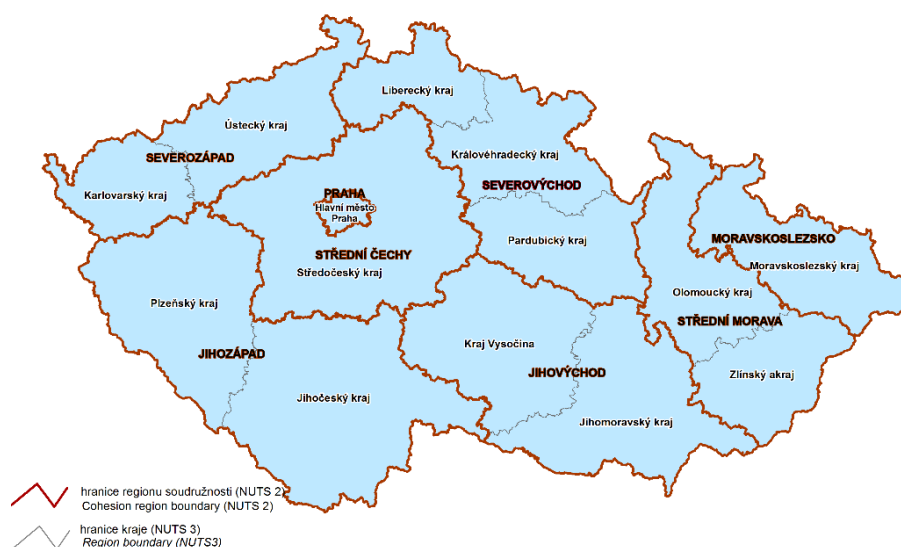 Liberecký kraj
Ústecký kraj
SEVEROZÁPAD
Královéhradecký kraj
Karlovarský kraj
SEVEROVÝCHOD
PRAHA
Hlavní město
Praha
Pardubický kraj
MORAVSKOSLEZSKO
STŘEDNÍ ČECHY
Moravskoslezský kraj
Středočeský kraj
Olomoucký kraj
Plzeňský kraj
STŘEDNÍ MORAVA
Kraj Vysočina
JIHOZÁPAD
JIHOVÝCHOD
Zlínský akraj
Jihočeský kraj
Jihomoravský kraj
hranice regionu soudružnosti (NUTS 2)
Cohesion region boundary (NUTS 2)
hranice kraje (NUTS 3)
Region boundary (NUTS3)